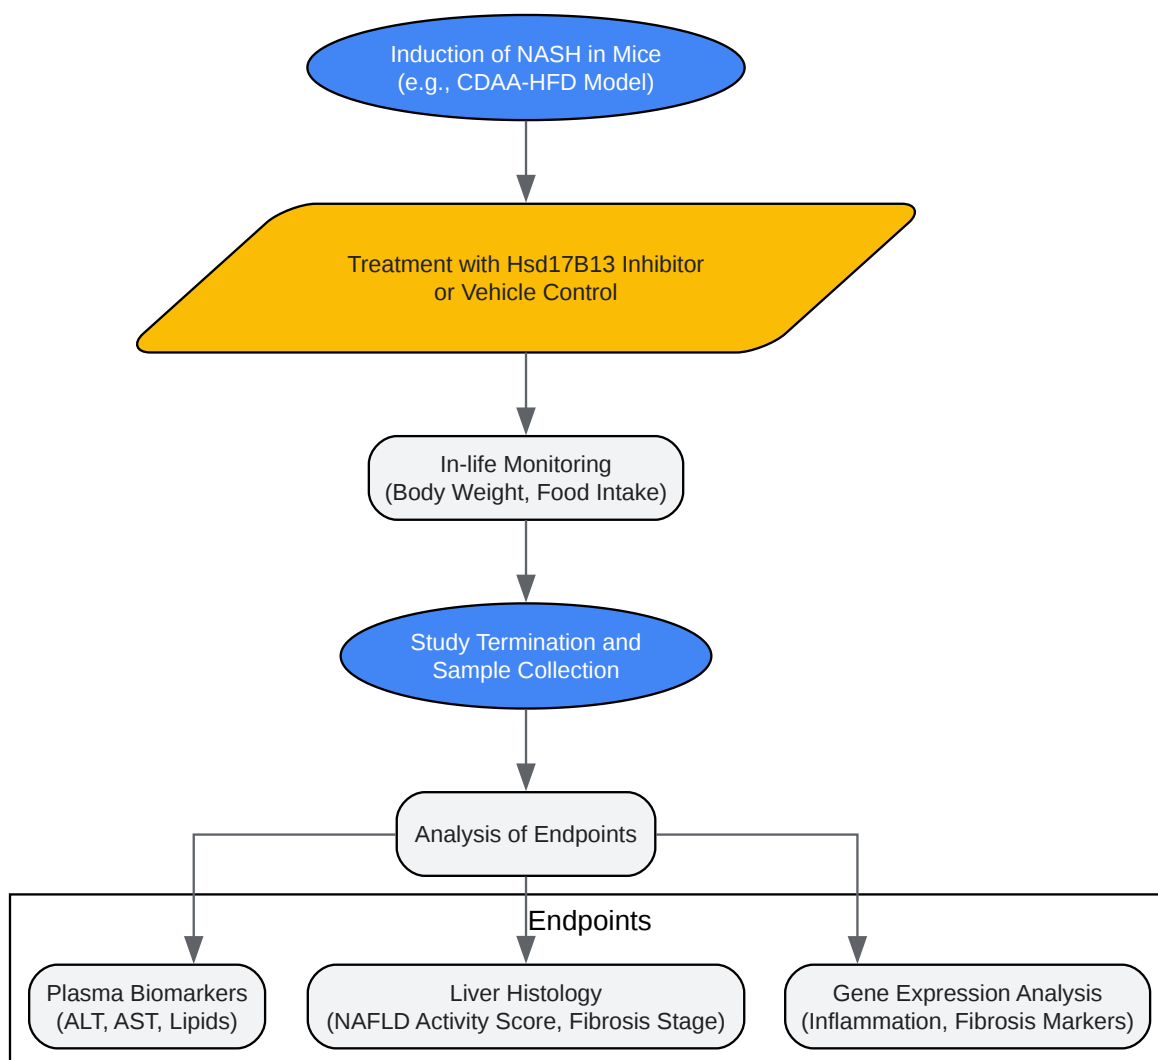 Induction of NASH in Mice
(e.g., CDAA-HFD Model)
Treatment with Hsd17B13 Inhibitor
or Vehicle Control
In-life Monitoring
(Body Weight, Food Intake)
Study Termination and
Sample Collection
Analysis of Endpoints
Endpoints
Plasma Biomarkers
(ALT, AST, Lipids)
Liver Histology
(NAFLD Activity Score, Fibrosis Stage)
Gene Expression Analysis
(Inflammation, Fibrosis Markers)